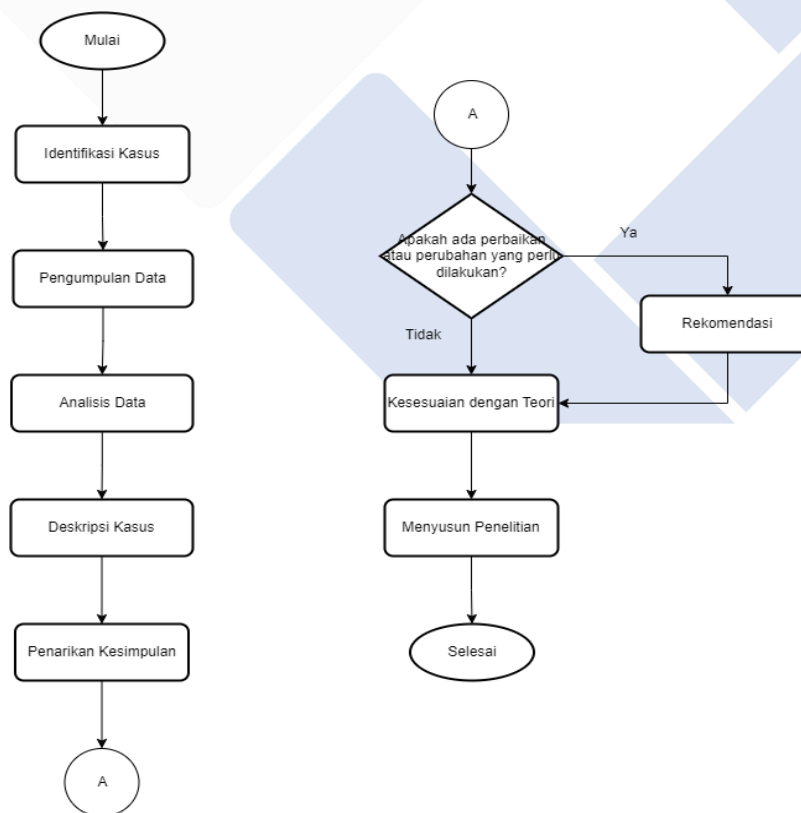 Mulai
Identifikasi Kasus
Pengumpulan Data
Analisis Data
Deskripsi Kasus
Penarikan Kesimpulan
A
A
Apakah ada perbaikan
atau perubahan yang perlu
dilakukan?
Ya
Rekomendasi
Tidak
Kesesuaian dengan Teori
Menyusun Penelitian
Selesai